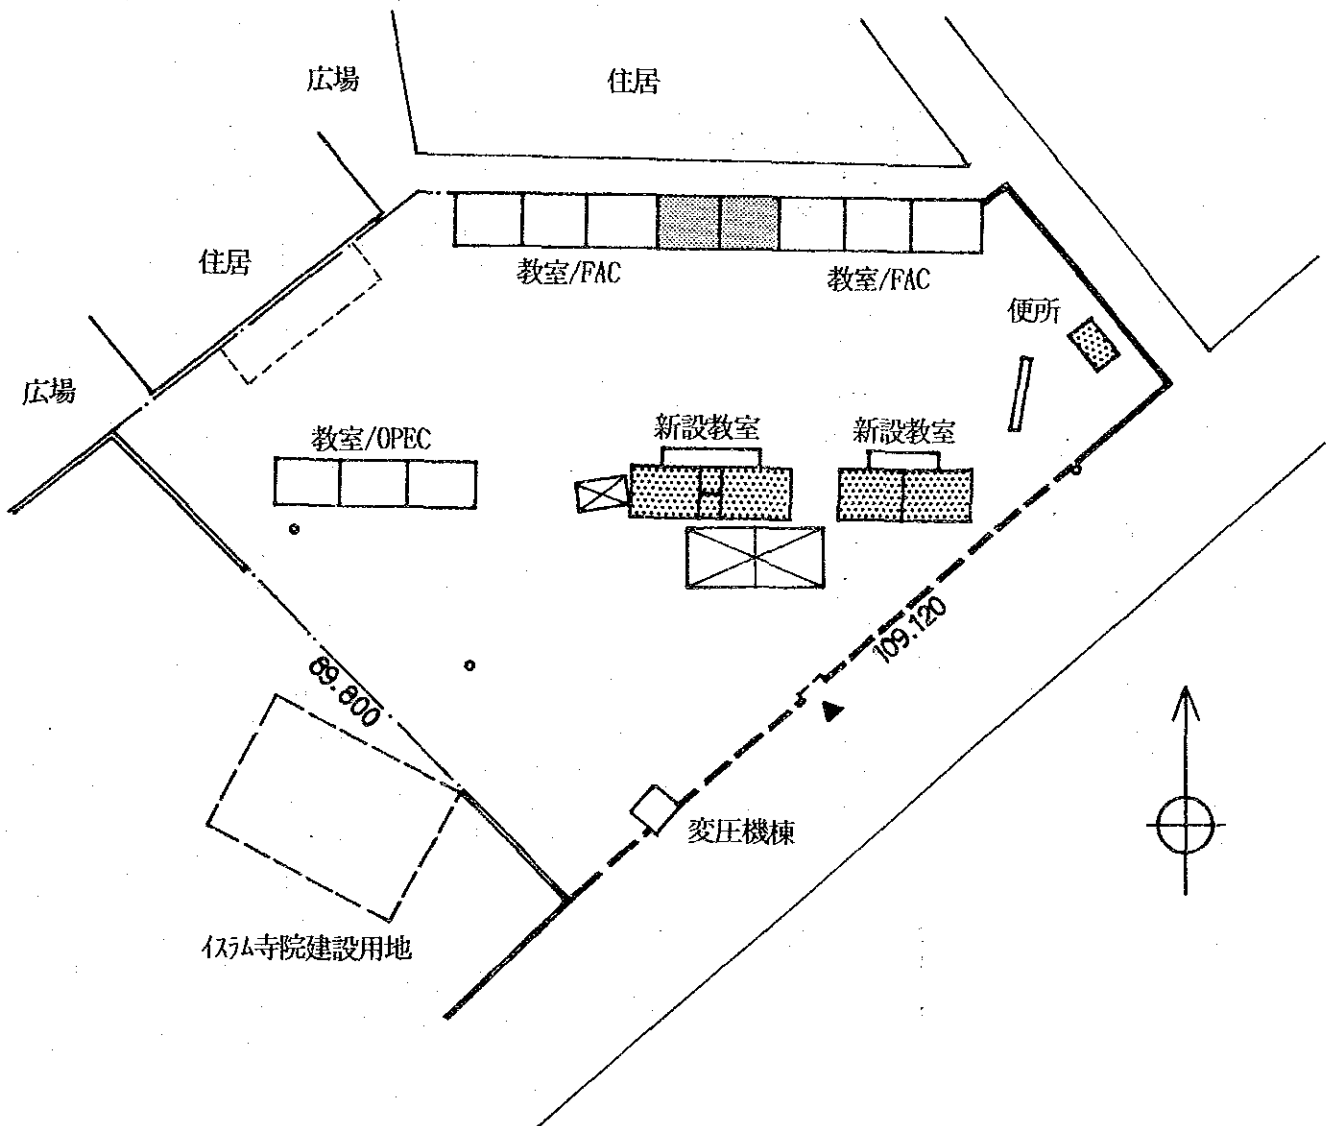 広場
住居
教室/FAC
教室/FAC
住居
便所
広場
教室/OPEC
新設教室
新設教室
109.120
89.800
変圧機棟
イスラム寺院建設用地